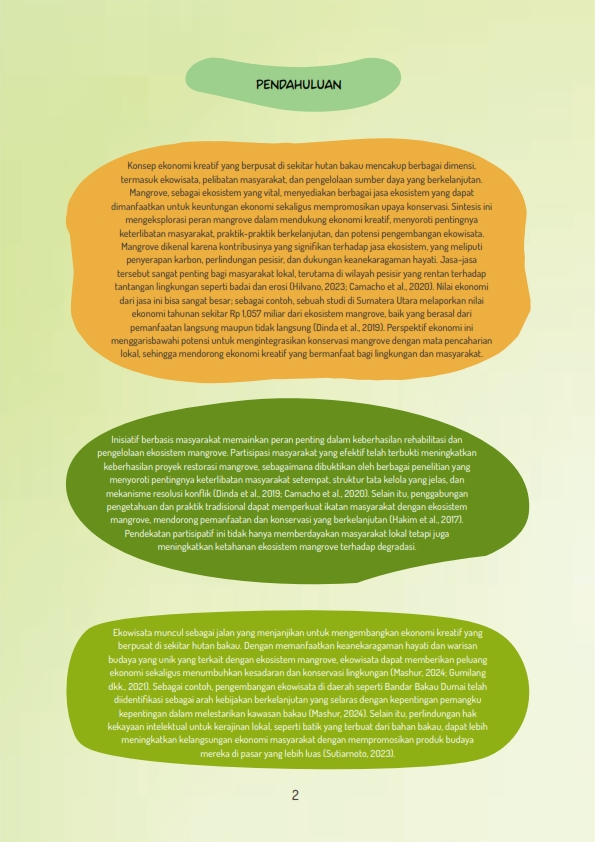 PENDAHULUAN
Konsep ekonomi kreatif yang berpusat di sekitar hutan bakau mencakup berbagai dimensi,
termasuk ekowisata, pelibatan masyarakat, dan pengelolaan sumber daya yang berkelanjutan.
Mangrove, sebagai ekosistem yang vital, menyediakan berbagai jasa ekosistem yang dapat
dimanfaatkan untuk keuntungan ekonomi sekaligus mempromosikan upaya konservasi. Sintesis ini
mengeksplorasi peran mangrove dalam mendukung ekonomi kreatif, menyoroti pentingnya
keterlibatan masyarakat, praktik-praktik berkelanjutan, dan potensi pengembangan ekowisata.
Mangrove dikenal karena kontribusinya yang signifikan terhadap jasa ekosistem, yang meliputi
penyerapan karbon, perlindungan pesisir, dan dukungan keanekaragaman hayati. Jasa-jasa
tersebut sangat penting bagi masyarakat lokal, terutama di wilayah pesisir yang rentan terhadap
tantangan lingkungan seperti badai dan erosi (Hilvano, 2023; Camacho et al., 2020). Nilai ekonomi
dari jasa ini bisa sangat besar; sebagai contoh, sebuah studi di Sumatera Utara melaporkan nilai
ekonomi tahunan sekitar Rp 1,057 miliar dari ekosistem mangrove, baik yang berasal dari
pemanfaatan langsung maupun tidak langsung (Dinda et al., 2019). Perspektif ekonomi ini
menggarisbawahi potensi untuk mengintegrasikan konservasi mangrove dengan mata pencaharian
lokal, sehingga mendorong ekonomi kreatif yang bermanfaat bagi lingkungan dan masyarakat.
Inisiatif berbasis masyarakat memainkan peran penting dalam keberhasilan rehabilitasi dan
pengelolaan ekosistem mangrove. Partisipasi masyarakat yang efektif telah terbukti meningkatkan
keberhasilan proyek restorasi mangrove, sebagaimana dibuktikan oleh berbagai penelitian yang
menyoroti pentingnya keterlibatan masyarakat setempat, struktur tata kelola yang jelas, dan
mekanisme resolusi konflik (Dinda et al., 2019; Camacho et al., 2020). Selain itu, penggabungan
pengetahuan dan praktik tradisional dapat memperkuat ikatan masyarakat dengan ekosistem
mangrove, mendorong pemanfaatan dan konservasi yang berkelanjutan (Hakim et al., 2017).
Pendekatan partisipatif ini tidak hanya memberdayakan masyarakat lokal tetapi juga
meningkatkan ketahanan ekosistem mangrove terhadap degradasi.
Ekowisata muncul sebagai jalan yang menjanjikan untuk mengembangkan ekonomi kreatif yang
berpusat di sekitar hutan bakau. Dengan memanfaatkan keanekaragaman hayati dan warisan
budaya yang unik yang terkait dengan ekosistem mangrove, ekowisata dapat memberikan peluang
ekonomi sekaligus menumbuhkan kesadaran dan konservasi lingkungan (Mashur, 2024; Gumilang
dkk., 2021). Sebagai contoh, pengembangan ekowisata di daerah seperti Bandar Bakau Dumai telah
diidentifikasi sebagai arah kebijakan berkelanjutan yang selaras dengan kepentingan pemangku
kepentingan dalam melestarikan kawasan bakau (Mashur, 2024). Selain itu, perlindungan hak
kekayaan intelektual untuk kerajinan lokal, seperti batik yang terbuat dari bahan bakau, dapat lebih
meningkatkan kelangsungan ekonomi masyarakat dengan mempromosikan produk budaya
mereka di pasar yang lebih luas (Sutiarnoto, 2023).
2